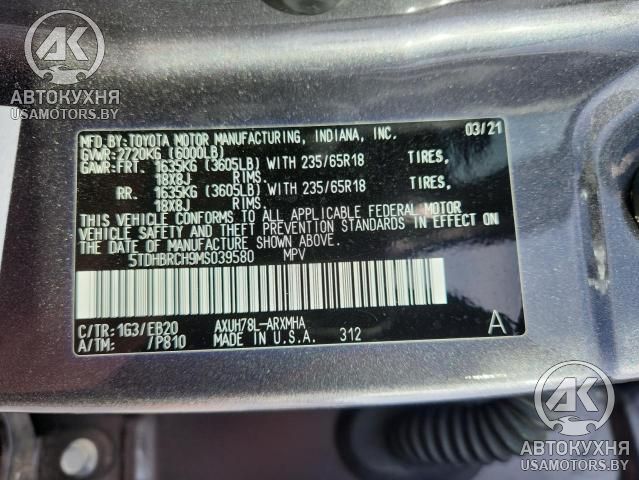 АК
АВТОКУХНЯ
USAMOTORS.BY
MFD.BY:TOYOTA MOTOR MANUFACTURING, INDIANA, INC. 03/21
GVWR:2720KG (6000LB)
GAWR:FRT. 1635KG (3605LB) WITH 235/65R18 TIRES,
18X8J RIMS.
RR. 1635KG (3605LB) WITH 235/65R18 TIRES,
18X8J RIMS.
THIS VEHICLE CONFORMS TO ALL APPLICABLE FEDERAL MOTOR
VEHICLE SAFETY AND THEFT PREVENTION STANDARDS IN EFFECT
ON THE DATE OF MANUFACTURE SHOWN ABOVE.
5TDHBRCH9MS039580 MPV
C/TR:1G3/EB20 AXUH78L-ARXMHA
A/TM: /P810 MADE IN U.S.A. 312 A
АК
АВТОКУХНЯ
USAMOTORS.BY